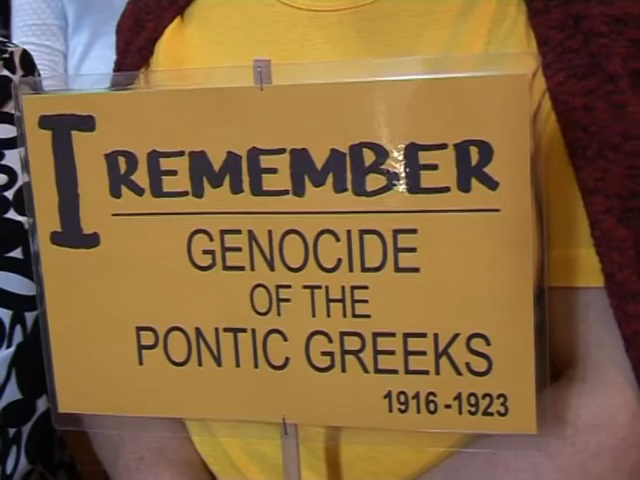 I REMEMBER
GENOCIDE
OF THE
PONTIC GREEKS
1916-1923